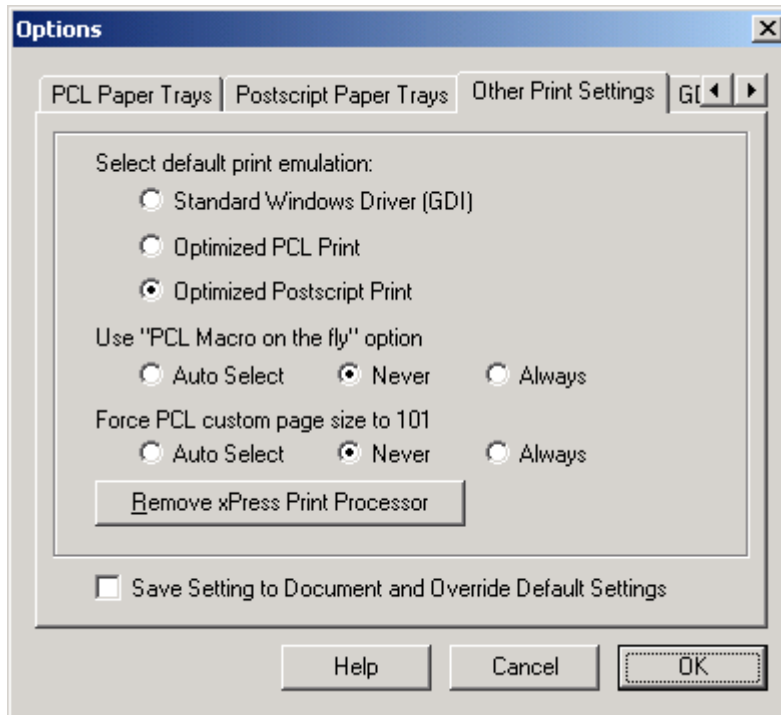 Options
PCL Paper Trays Postscript Paper Trays Other Print Settings
Select default print emulation:
Standard Windows Driver (GDI)
Optimized PCL Print
Optimized Postscript Print
Use "PCL Macro on the fly" option
Auto Select Never Always
Force PCL custom page size to 101
Auto Select Never Always
Remove xPress Print Processor
Save Setting to Document and Override Default Settings
Help Cancel OK